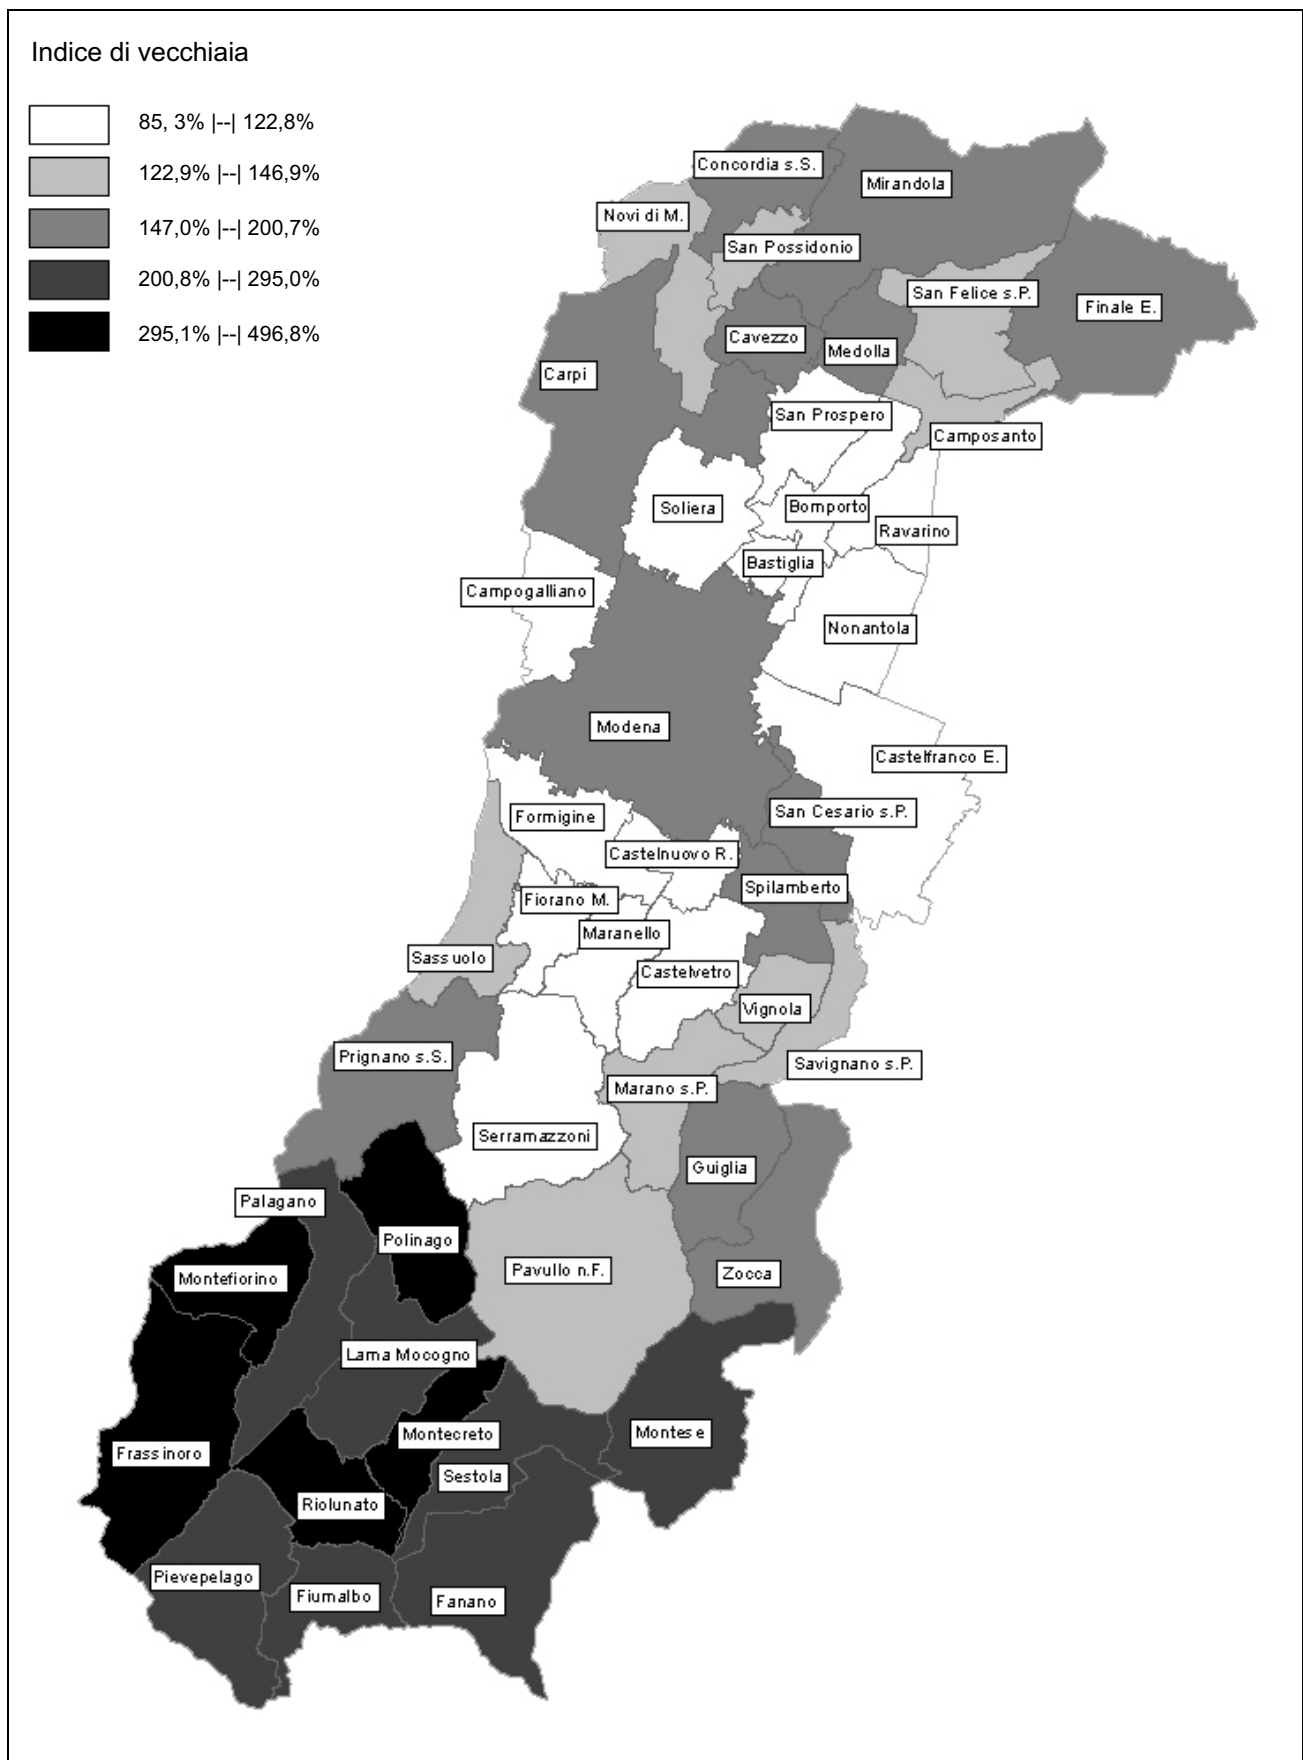 Indice di vecchiaia
85, 3% |--| 122,8%
122,9% |--| 146,9%
147,0% |--| 200,7%
200,8% |--| 295,0%
295,1% |--| 496,8%
Concordia s.S.
Mirandola
Novi di M.
San Possidonio
San Felice s.P.
Finale E.
Cavezzo
Medolla
Carpi
San Prospero
Camposanto
Soliera
Bomporto
Ravarino
Bastiglia
Campogalliano
Nonantola
Modena
Castelfranco E.
San Cesario s.P.
Formigine
Castelnuovo R.
Spilamberto
Fiorano M.
Maranello
Sassuolo
Castelvetro
Vignola
Prignano s.S.
Savignano s.P.
Marano s.P.
Serramazzoni
Guiglia
Palagano
Polinago
Montefiorino
Pavullo n.F.
Zocca
Lama Mocogno
Montecreto
Montese
Frassinoro
Sestola
Riolunato
Pievepelago
Fiumalbo
Fanano